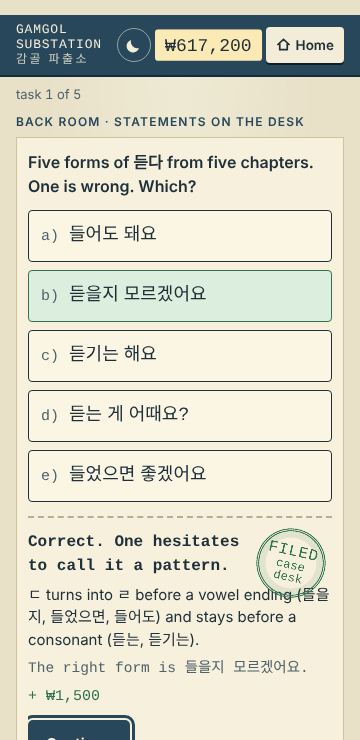 GAMGOL
SUBSTATION
감골 파출소
₩617,200
Home
task 1 of 5
BACK ROOM · STATEMENTS ON THE DESK
Five forms of 듣다 from five chapters.
One is wrong. Which?
a) 들어도 돼요
b) 듣을지 모르겠어요
c) 듣기는 해요
d) 듣는 게 어때요?
e) 들었으면 좋겠어요
Correct. One hesitates
to call it a pattern.
FILED
case
desk
ㄷ turns into ㄹ before a vowel ending (들을
지, 들었으면, 들어도) and stays before a
consonant (듣는, 듣기는).
The right form is 들을지 모르겠어요.
+ ₩1,500